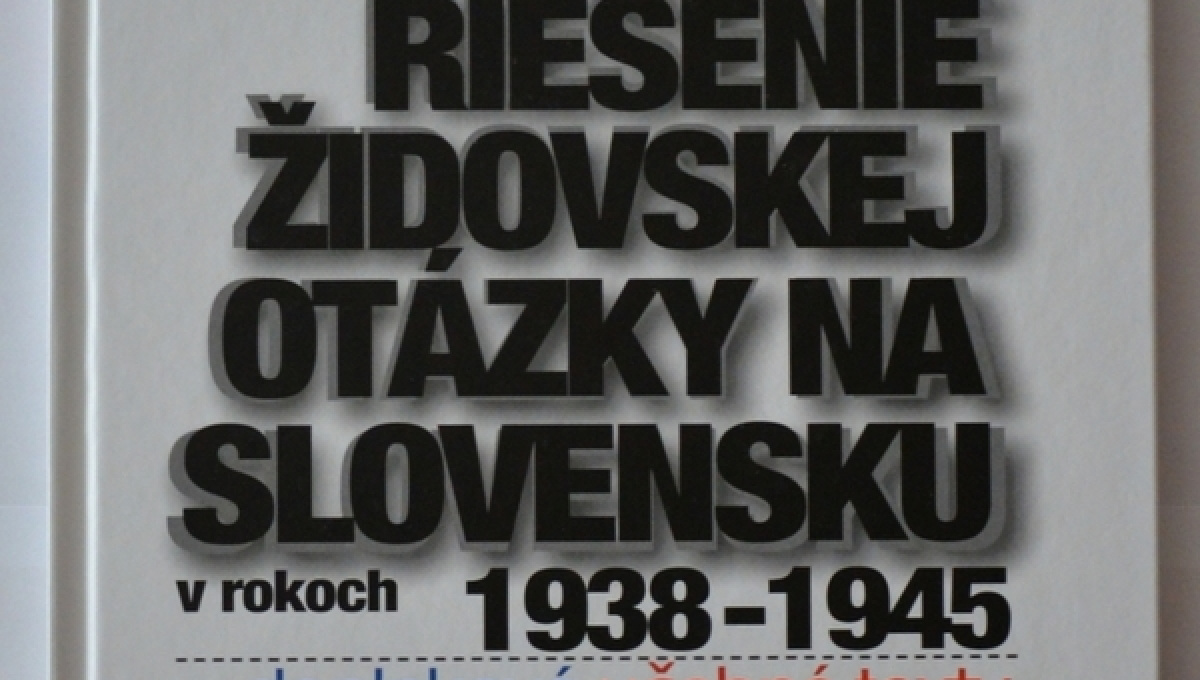 RIEŠENIE
ŽIDOVSKEJ
OTÁZKY NA
SLOVENSKU
v rokoch 1938-1945